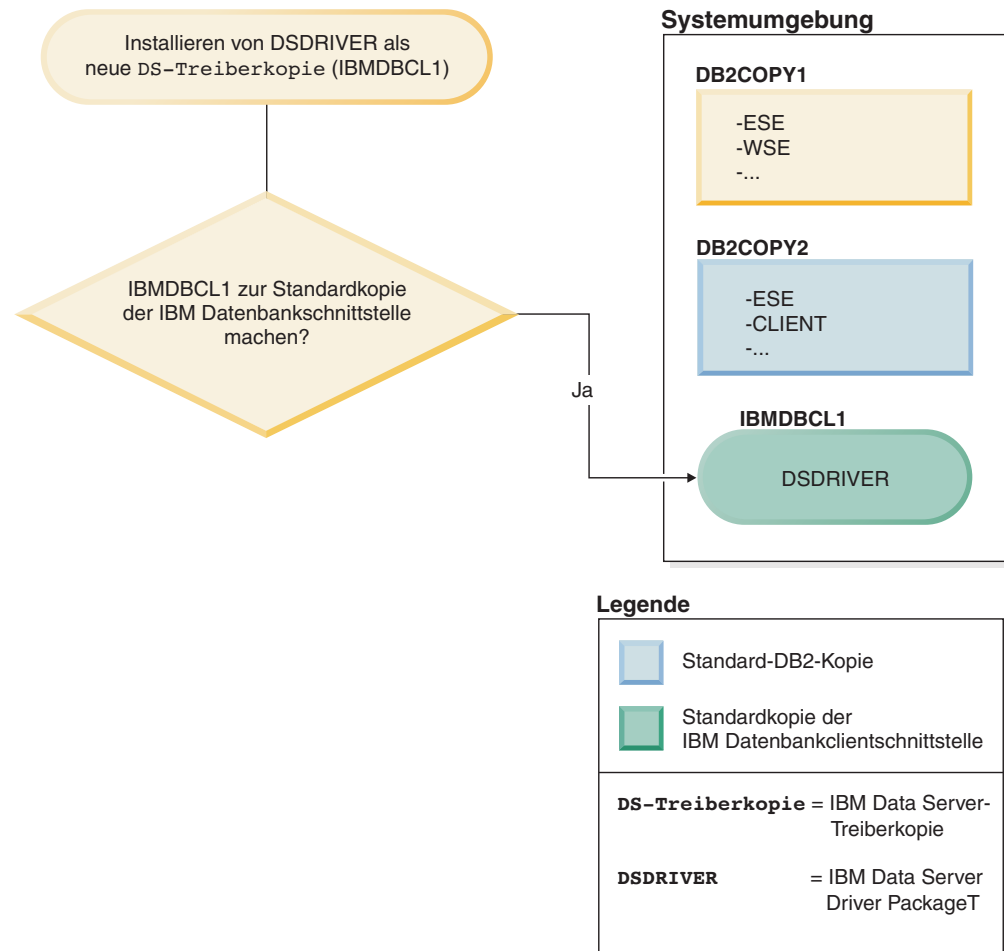 Installieren von DSDRIVER als
neue DS-Treiberkopie (IBMDBCL1)
IBMDBCL1 zur Standardkopie
der IBM Datenbankschnittstelle
machen?
Ja
Systemumgebung
DB2COPY1
-ESE
-WSE
-...
DB2COPY2
-ESE
-CLIENT
-...
IBMDBCL1
DSDRIVER
Legende
Standard-DB2-Kopie
Standardkopie der
IBM Datenbankclientschnittstelle
DS-Treiberkopie = IBM Data Server-
Treiberkopie
DSDRIVER = IBM Data Server
Driver PackageT